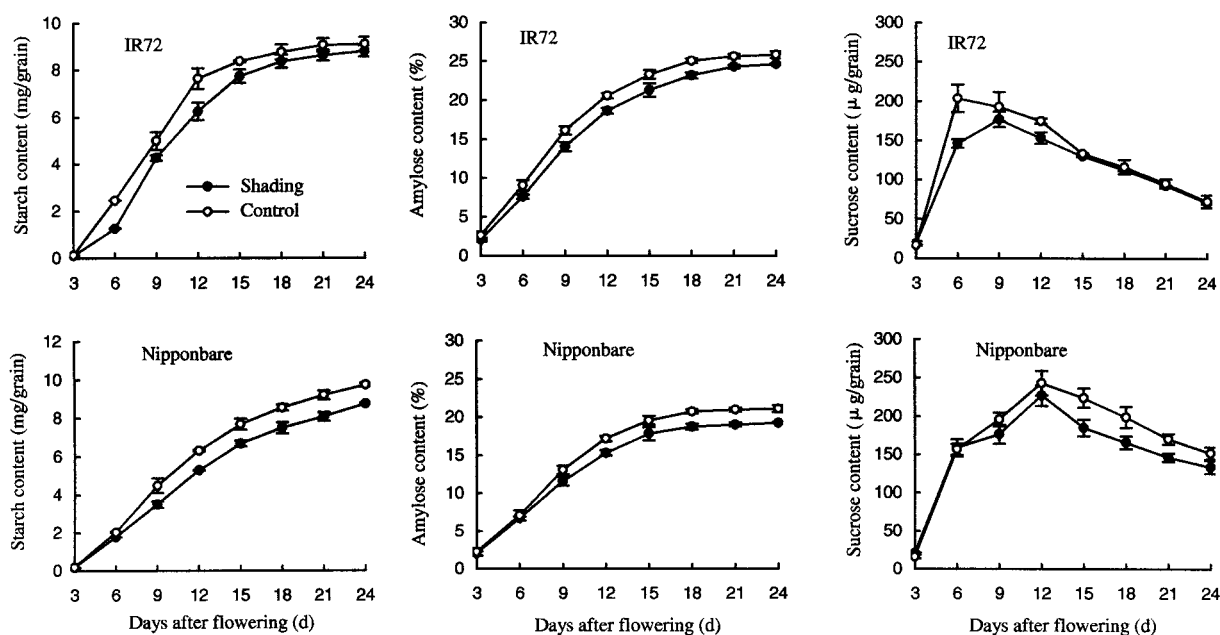 Starch content (mg/grain)
10
8
6
4
2
0
IR72
Shading
Control
3 6 9 12 15 18 21 24
Amylose content (%)
30
25
20
15
10
5
0
IR72
3 6 9 12 15 18 21 24
Sucrose content (μ g/grain)
300
250
200
150
100
50
0
IR72
3 6 9 12 15 18 21 24
Starch content (mg/grain)
12
10
8
6
4
2
0
Nipponbare
3 6 9 12 15 18 21 24
Days after flowering (d)
Amylose content (%)
30
25
20
15
10
5
0
Nipponbare
3 6 9 12 15 18 21 24
Days after flowering (d)
Sucrose content (μ g/grain)
300
250
200
150
100
50
0
Nipponbare
3 6 9 12 15 18 21 24
Days after flowering (d)